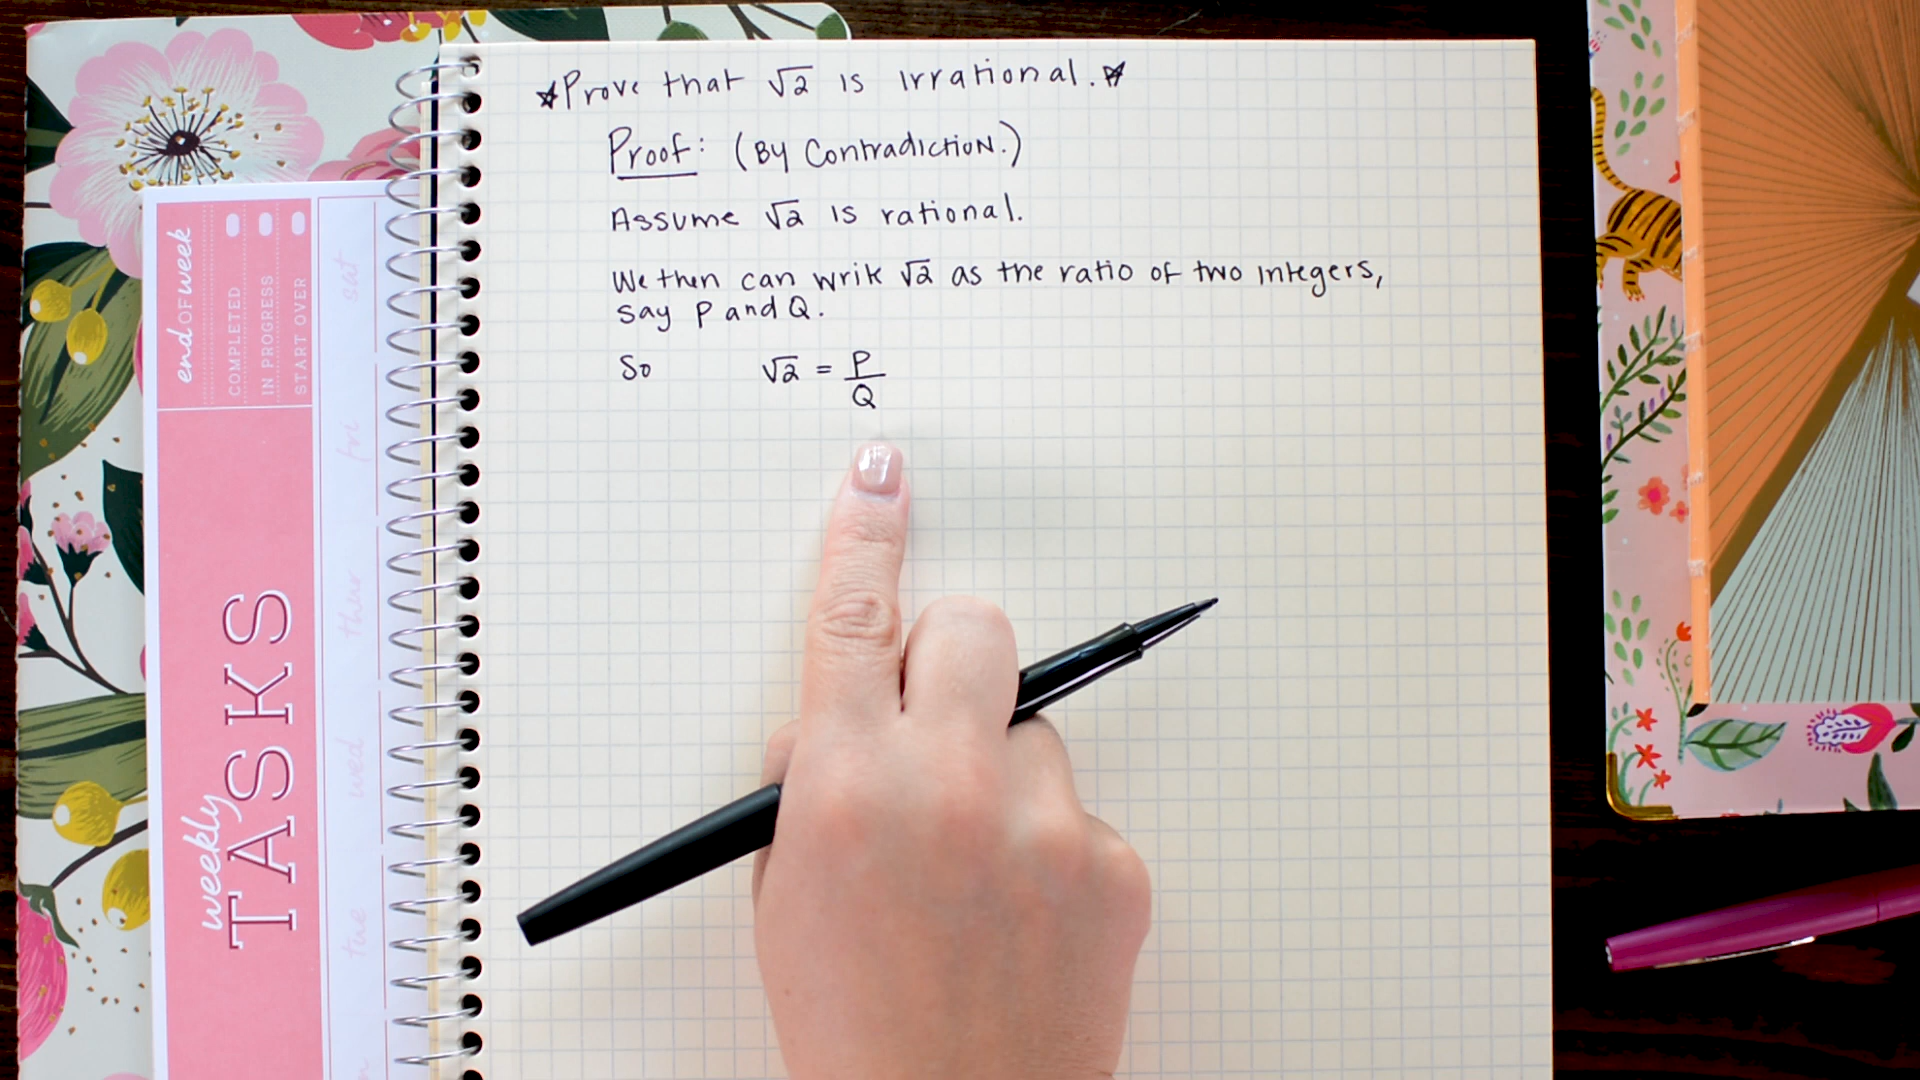 Prove that √2 is irrational.
Proof: (By Contradiction.)
Assume √2 is rational.
We then can write √2 as the ratio of two integers,
say P and Q.
So √2 = P/Q
end OF week
COMPLETED
IN PROGRESS
START OVER
weekly
TASKS
sat
fri
thur
wed
tue